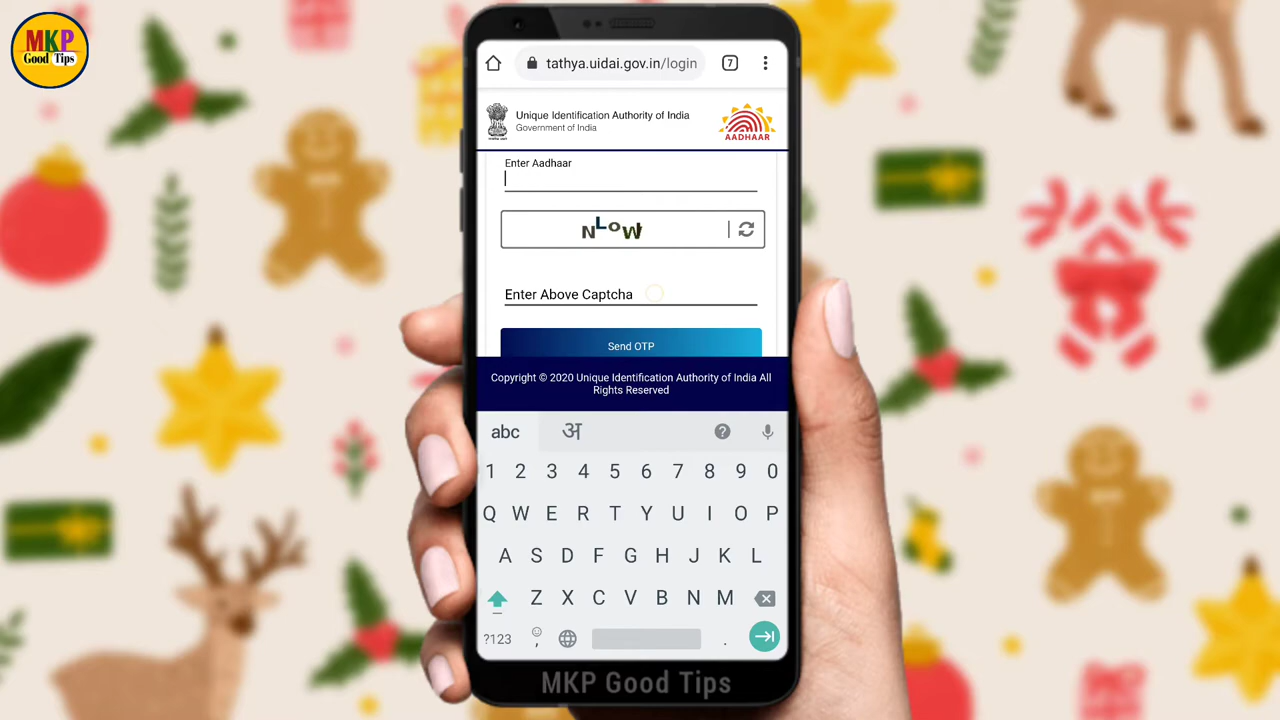 MKP
Good Tips
tathya.uidai.gov.in/login
7
Unique Identification Authority of India
Government of India
AADHAAR
Enter Aadhaar
NLoW
Enter Above Captcha
Send OTP
Copyright © 2020 Unique Identification Authority of India All
Rights Reserved
abc अ ?
1 2 3 4 5 6 7 8 9 0
Q W E R T Y U I O P
A S D F G H J K L
Z X C V B N M
?123 , .
MKP Good Tips